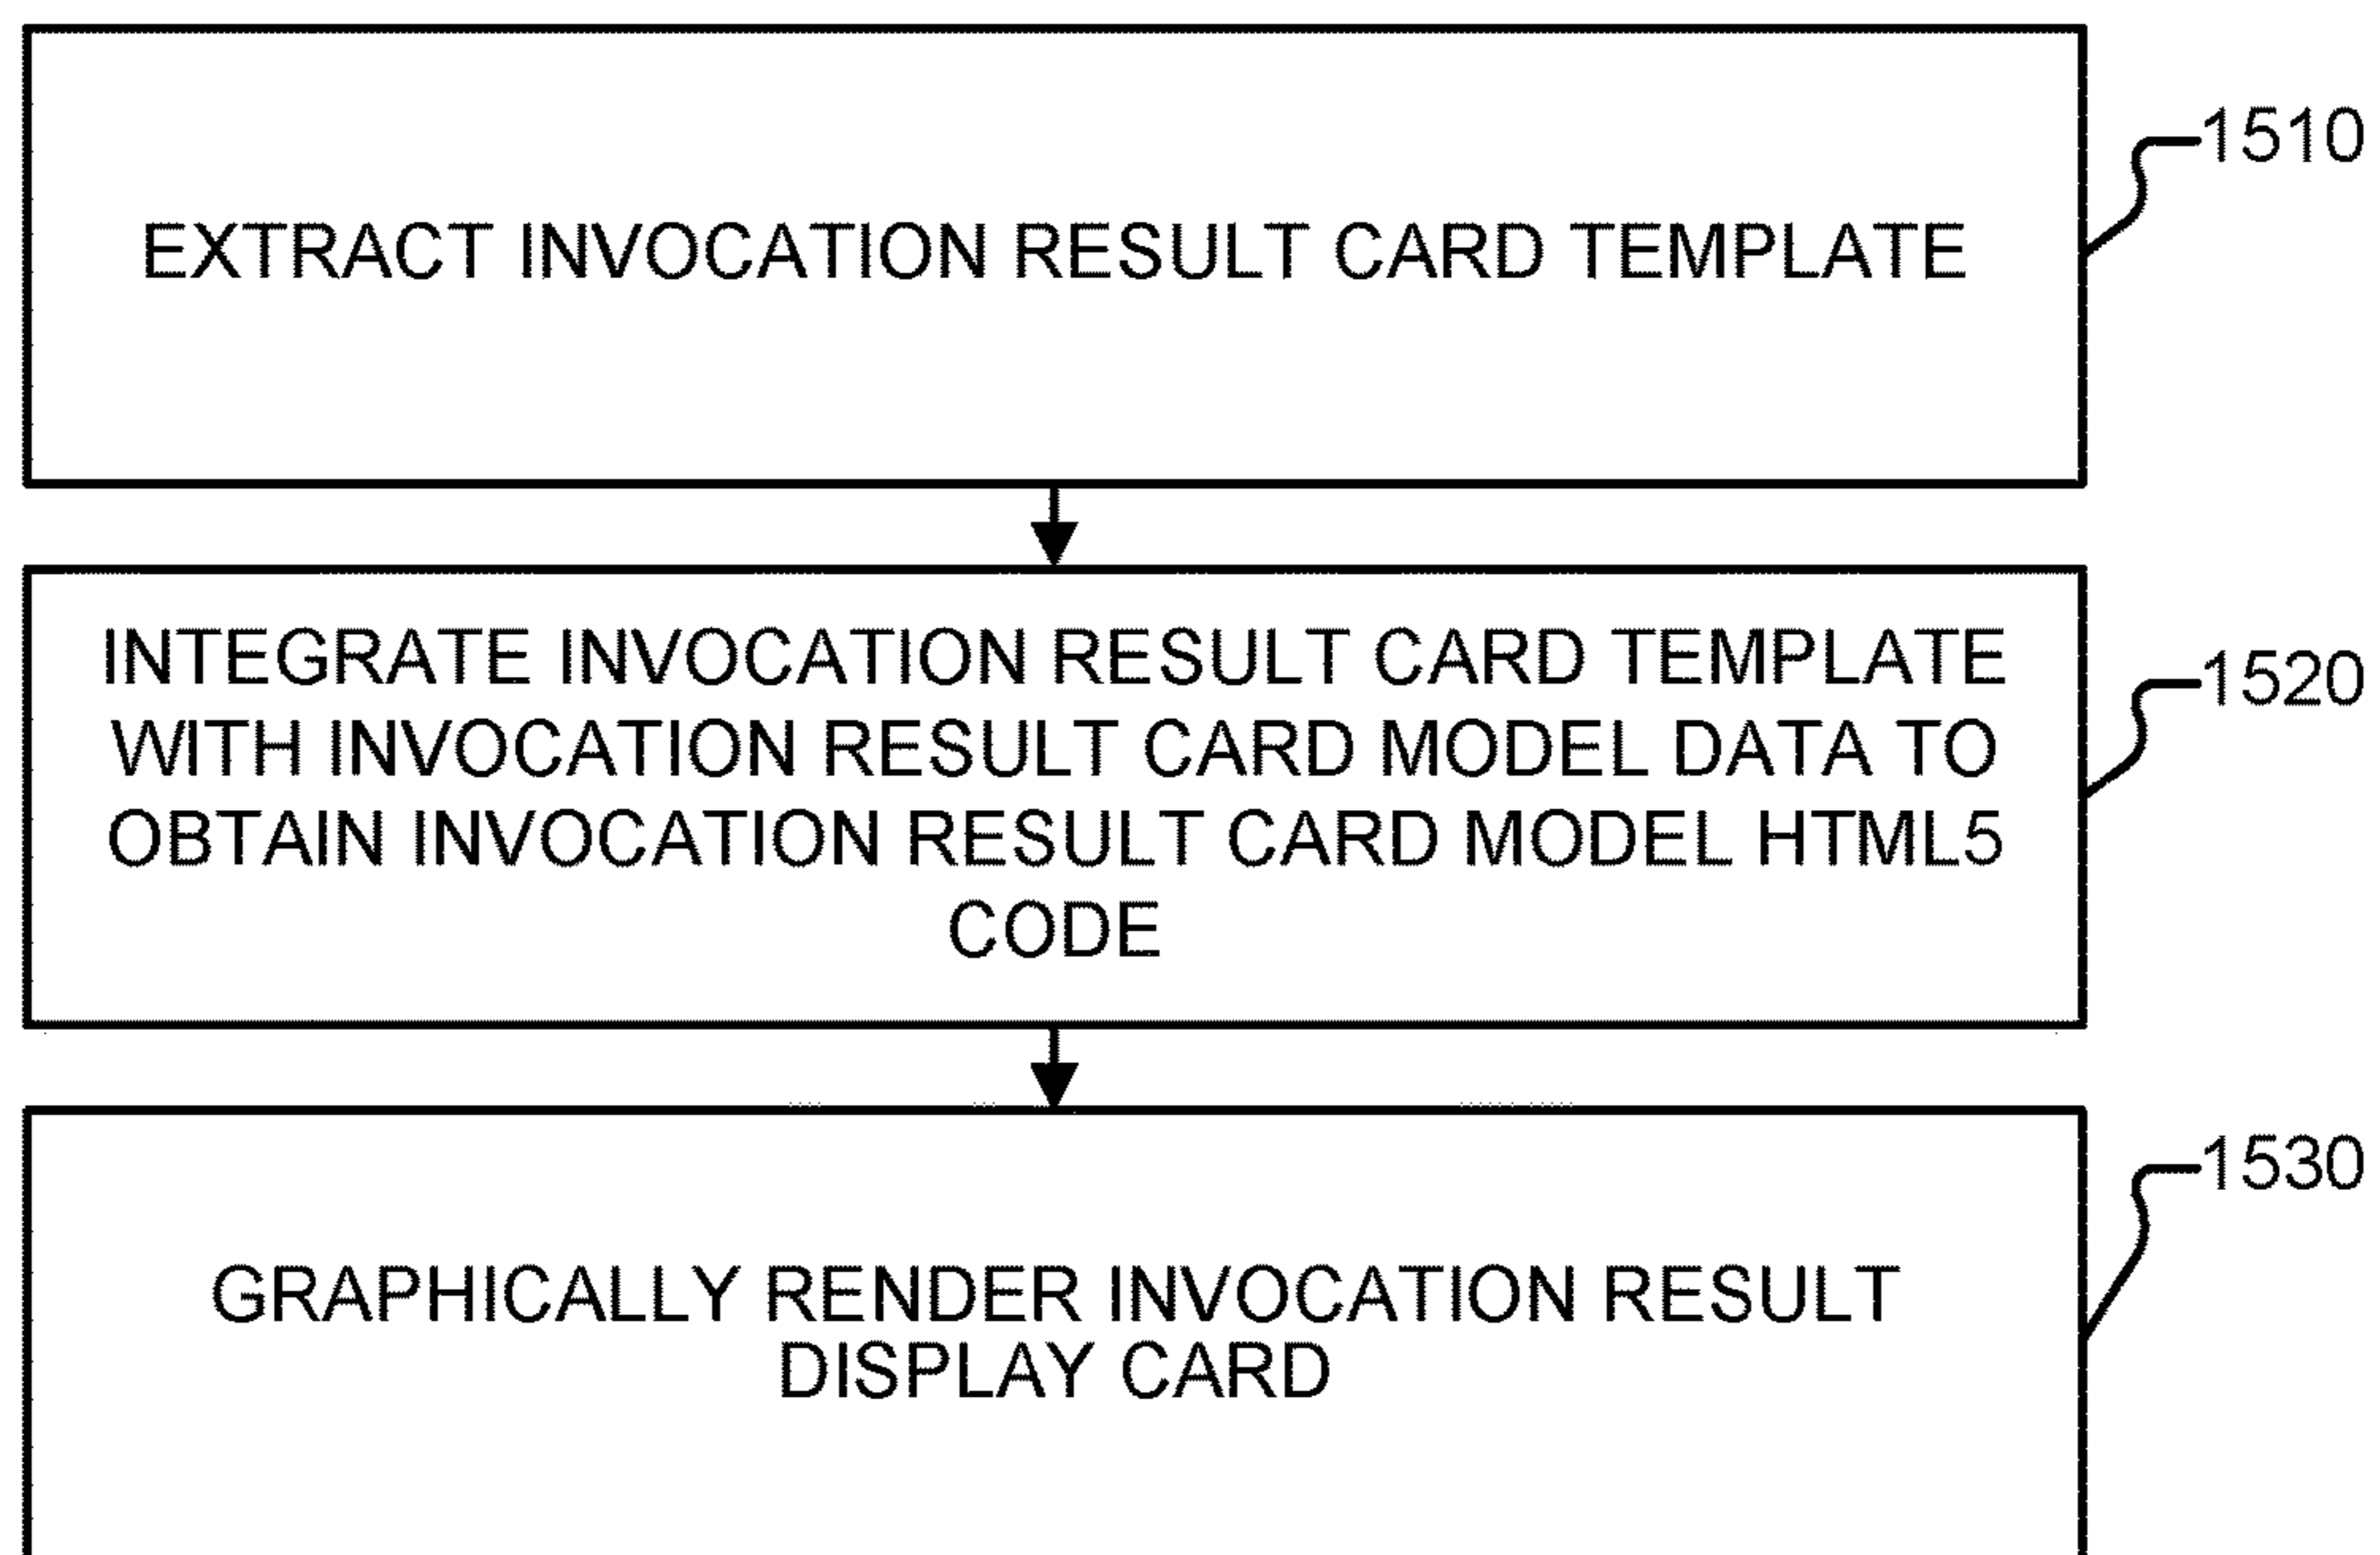 1510
EXTRACT INVOCATION RESULT CARD TEMPLATE
INTEGRATE INVOCATION RESULT CARD TEMPLATE
1520
WITH INVOCATION RESULT CARD MODEL DATA TO
OBTAIN INVOCATION RESULT CARD MODEL HTML5
CODE
1530
GRAPHICALLY RENDER INVOCATION RESULT
DISPLAY CARD